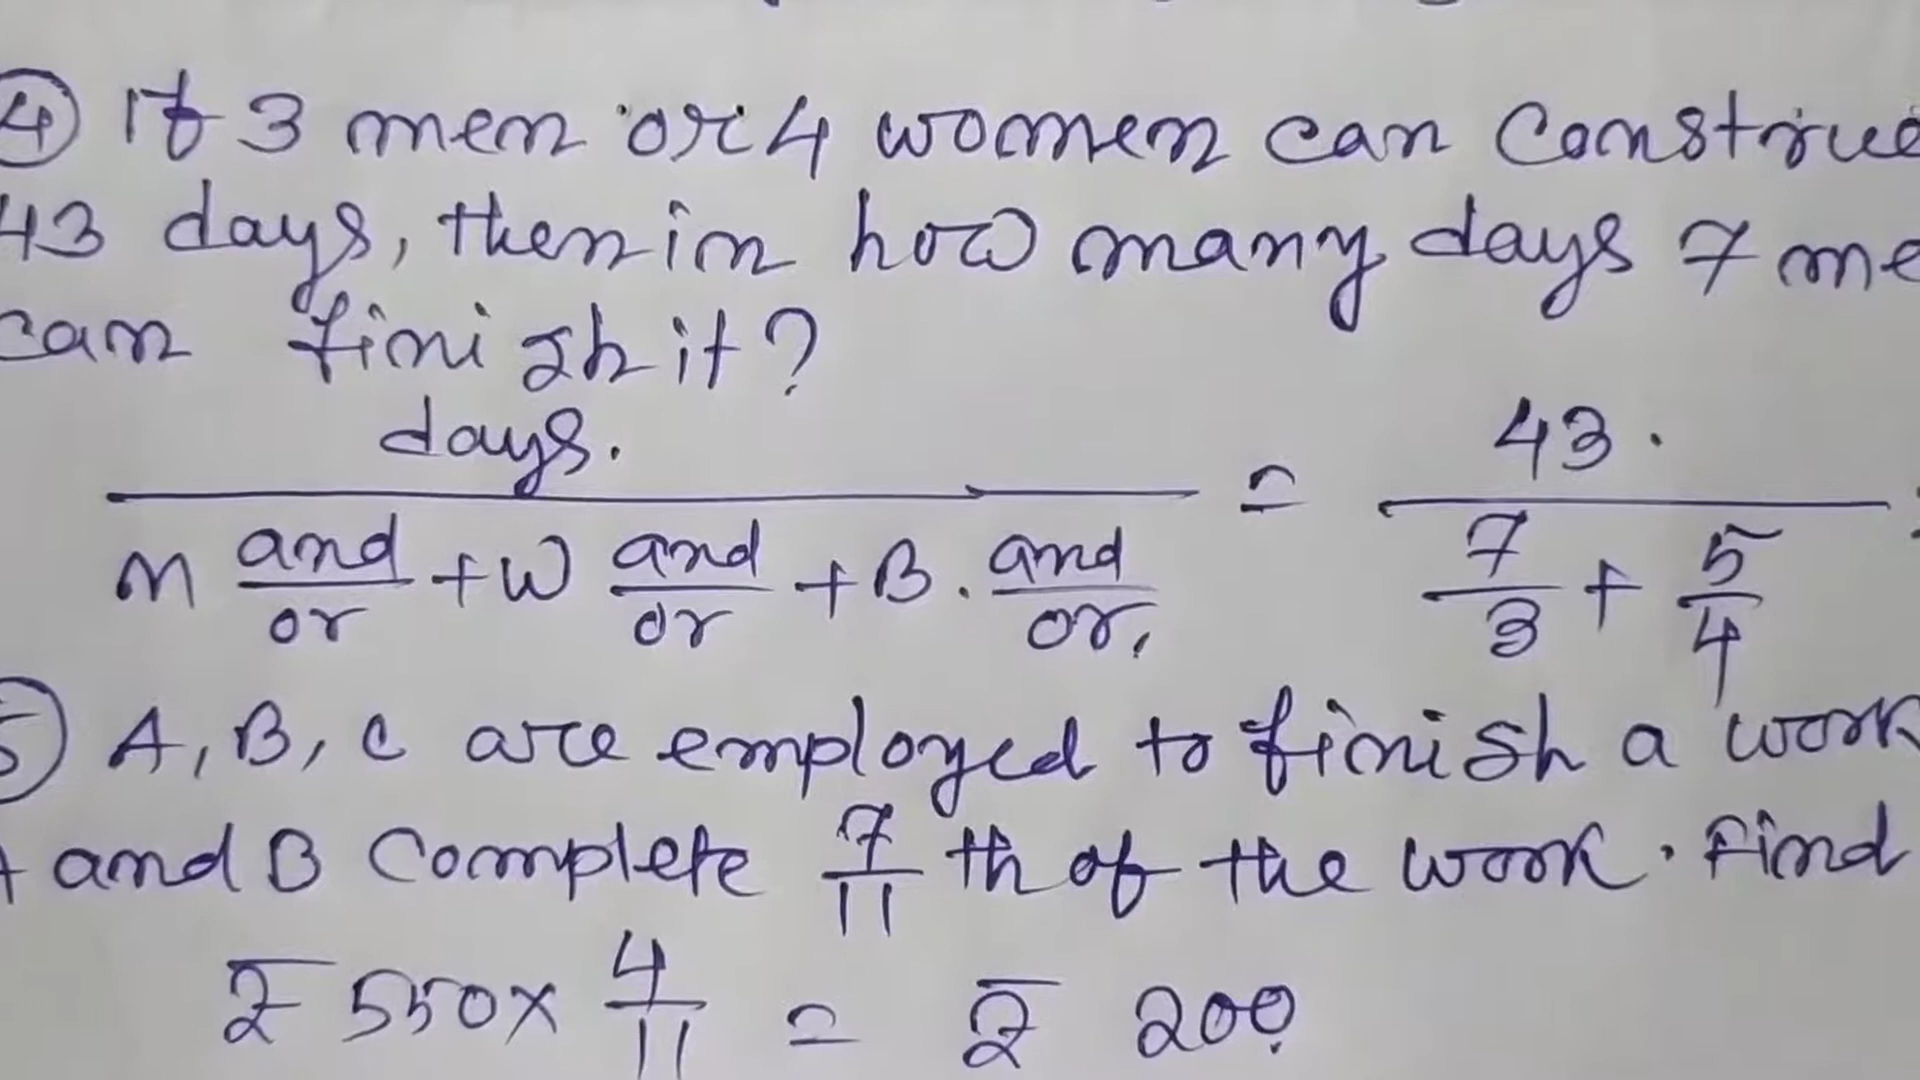 ④ If 3 men or 4 women can construc
43 days, then in how many days 7 me
can finish it?
days. / (M and/or + W and/or + B. and/or.) = 43. / (7/3 + 5/4) =
⑤ A, B, C are employed to finish a work
A and B Complete 7/11 th of the work. Find
₹ 550 × 4/11 = ₹ 200.